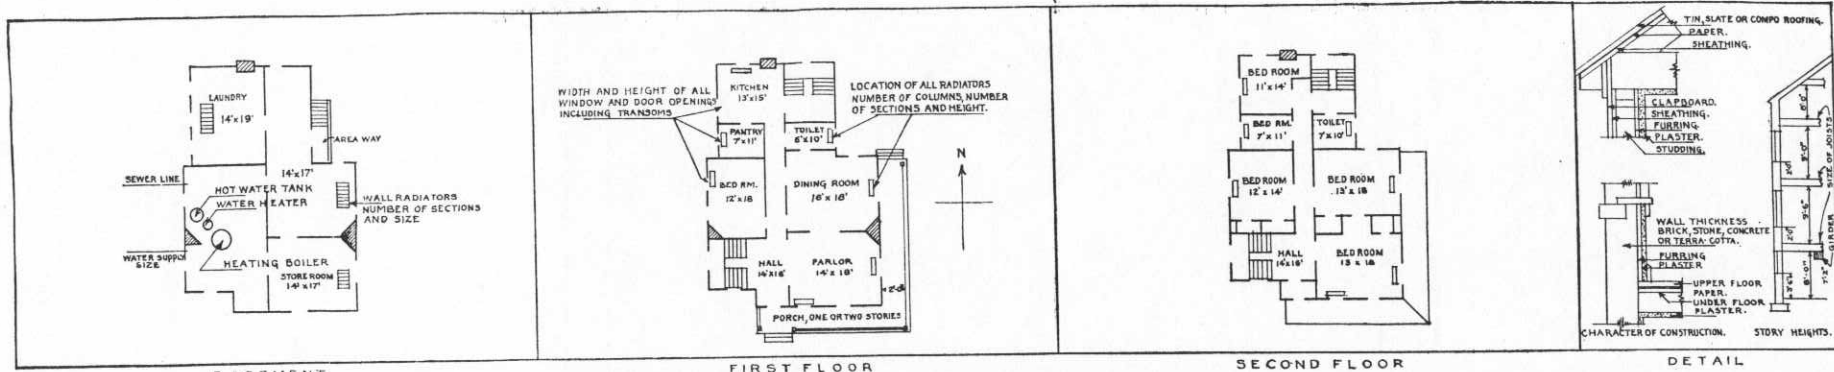 LAUNDRY
14'x19'
AREA WAY
SEWER LINE
14'x17'
HOT WATER TANK
WATER HEATER
WALL RADIATORS
NUMBER OF SECTIONS
AND SIZE
WATER SUPPLY
SIZE
HEATING BOILER
STORE ROOM
14'x17'
WIDTH AND HEIGHT OF ALL
WINDOW AND DOOR OPENINGS
INCLUDING TRANSOMS
KITCHEN
13'x15'
LOCATION OF ALL RADIATORS
NUMBER OF COLUMNS, NUMBER
OF SECTIONS AND HEIGHT.
PANTRY
7'x11'
TOILET
6'x10'
N
BED RM.
12'x18
DINING ROOM
16'x18'
HALL
14'x16'
PARLOR
14'x18'
PORCH, ONE OR TWO STORIES
FIRST FLOOR
BED ROOM
11'x14'
BED RM.
7'x11'
TOILET
7'x10'
BED ROOM
12'x14'
BED ROOM
13'x18
HALL
14'x16'
BED ROOM
13x18
SECOND FLOOR
TIN, SLATE OR COMPO ROOFING.
PAPER.
SHEATHING.
CLAPBOARD.
SHEATHING.
FURRING.
PLASTER.
STUDDING.
WALL THICKNESS
BRICK, STONE, CONCRETE
OR TERRA-COTTA.
FURRING
PLASTER
UPPER FLOOR
PAPER.
UNDER FLOOR
PLASTER.
CHARACTER OF CONSTRUCTION.
9'-0"
9'-6"
8'-0"
SIZE OF JOISTS
GIRDER
STORY HEIGHTS.
DETAIL